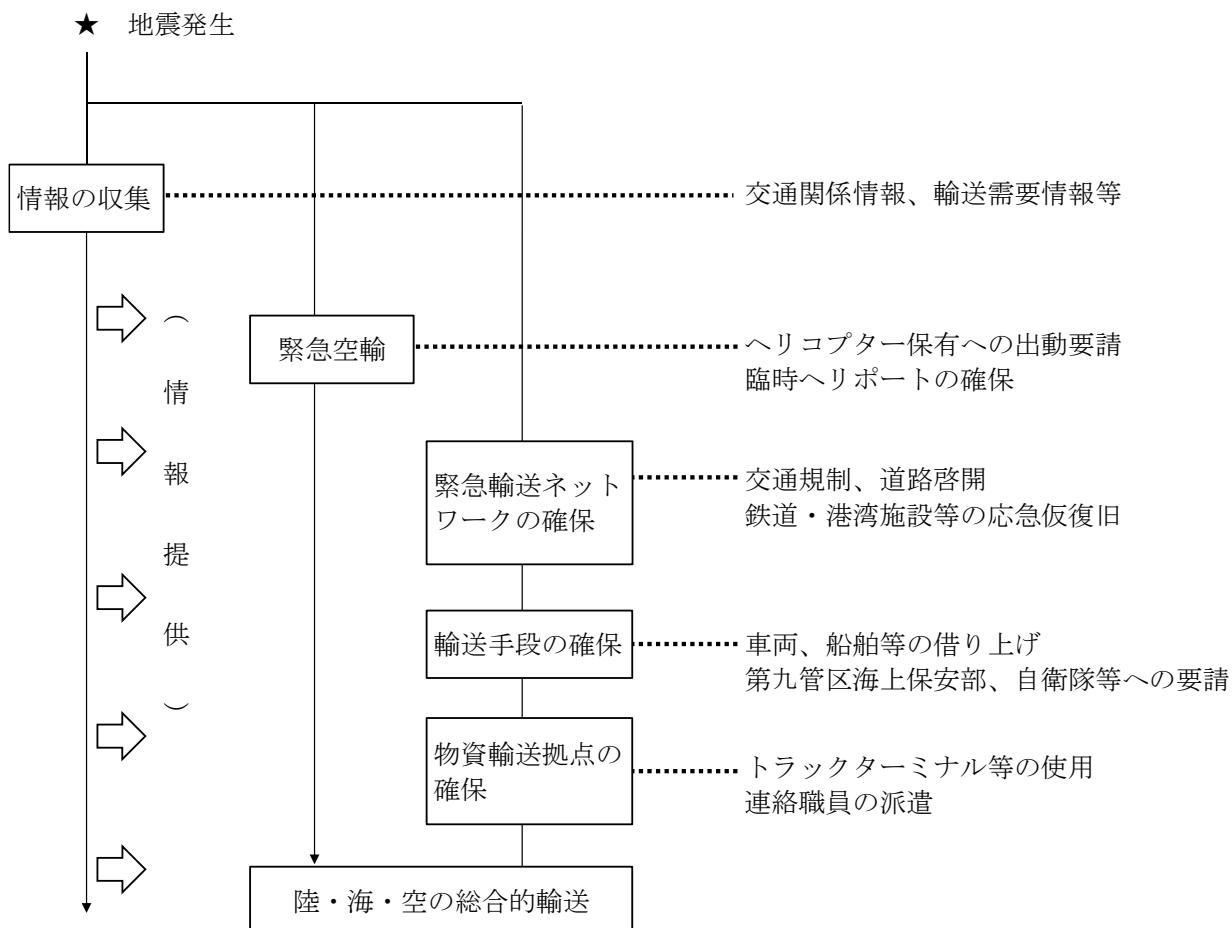 ★　地震発生
情報の収集
交通関係情報、輸送需要情報等
（情報提供）
緊急空輸
ヘリコプター保有への出動要請
臨時ヘリポートの確保
緊急輸送ネット
ワークの確保
交通規制、道路啓開
鉄道・港湾施設等の応急仮復旧
輸送手段の確保
車両、船舶等の借り上げ
第九管区海上保安部、自衛隊等への要請
物資輸送拠点の
確保
トラックターミナル等の使用
連絡職員の派遣
陸・海・空の総合的輸送